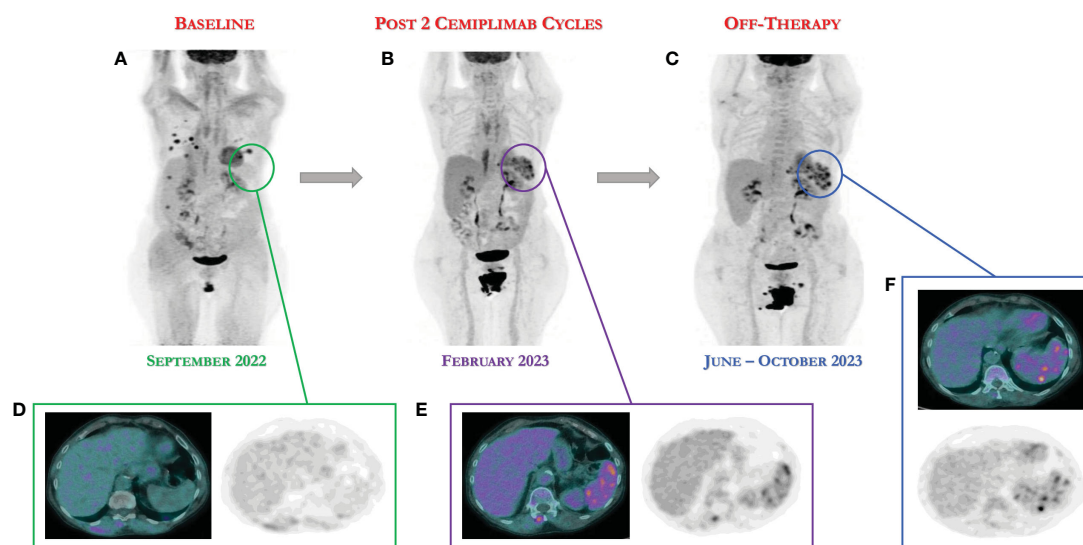 BASELINE
POST 2 CEMIPLIMAB CYCLES
OFF-THERAPY
A
B
C
SEPTEMBER 2022
FEBRUARY 2023
JUNE – OCTOBER 2023
D
E
F